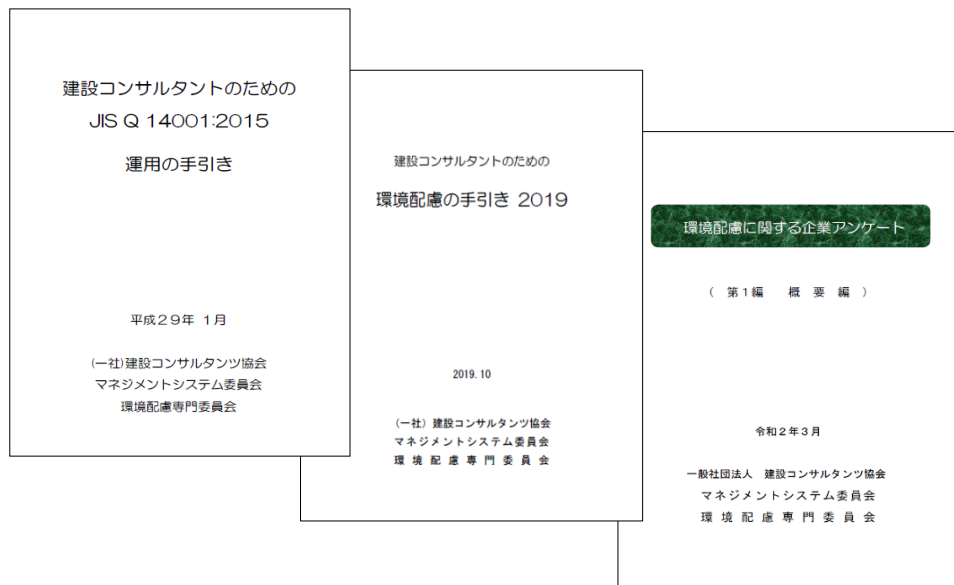 建設コンサルタントのための
JIS Q 14001:2015
運用の手引き
平成29年 1月
(一社)建設コンサルタンツ協会
マネジメントシステム委員会
環境配慮専門委員会
建設コンサルタントのための
環境配慮の手引き 2019
2019.10
(一社) 建設コンサルタンツ協会
マネジメントシステム委員会
環 境 配 慮 専 門 委 員 会
環境配慮に関する企業アンケート
( 第1編 概 要 編 )
令和2年3月
一般社団法人 建設コンサルタンツ協会
マネジメントシステム委員会
環 境 配 慮 専 門 委 員 会